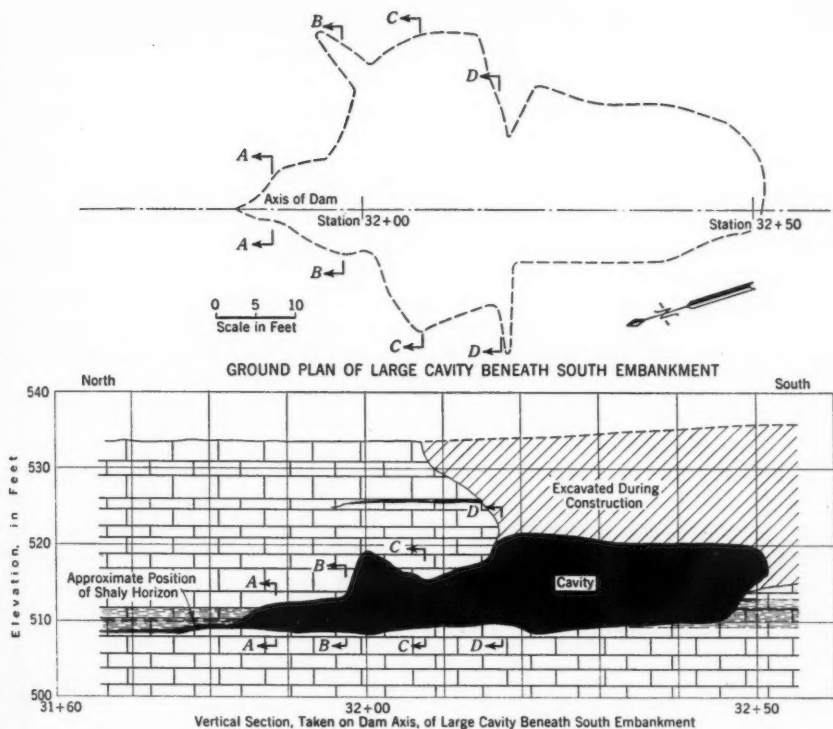 B
C
D
A
Axis of Dam
Station 32+00
Station 32+50
A
B
0 5 10
Scale in Feet
C
D
GROUND PLAN OF LARGE CAVITY BENEATH SOUTH EMBANKMENT
North
South
540
530
Excavated During
Construction
D
520
C
B
Approximate Position
of Shaly Horizon
A
Cavity
510
A
B
C
D
500
Elevation, in Feet
31+60
32+00
32+50
Vertical Section, Taken on Dam Axis, of Large Cavity Beneath South Embankment